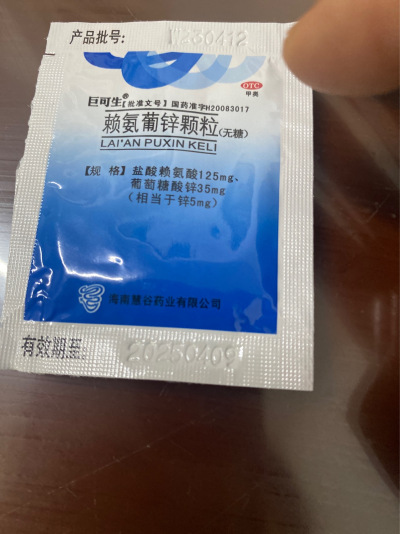 产品批号:
OTC
甲类
巨可生® 【批准文号】国药准字H20083017
赖氨葡锌颗粒(无糖)
LAI'AN PUXIN KELI
【规 格】盐酸赖氨酸125mg、
葡萄糖酸锌35mg
(相当于锌5mg)
海南慧谷药业有限公司
有效期至: 20250409